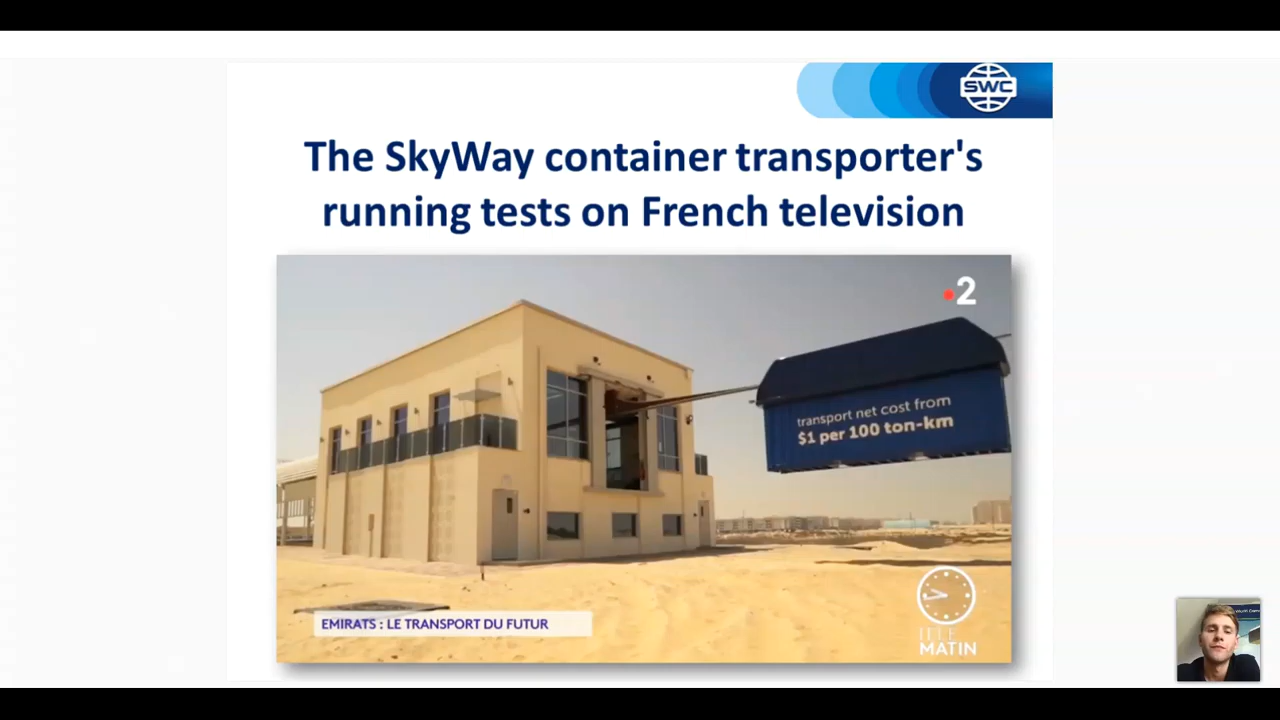 SWC
The SkyWay container transporter's
running tests on French television
2
transport net cost from
$1 per 100 ton-km
EMIRATS : LE TRANSPORT DU FUTUR
MATIN